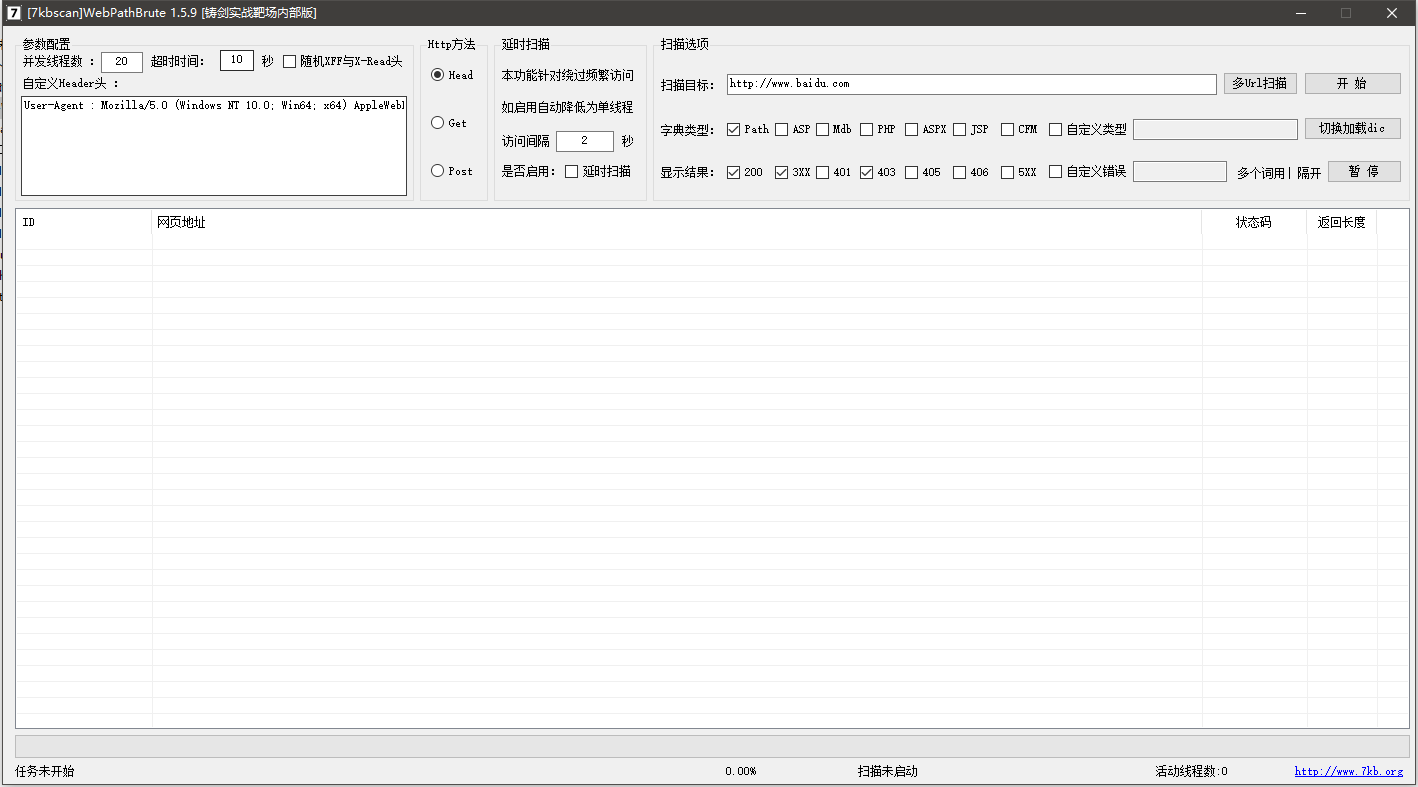 [7kbscan]WebPathBrute 1.5.9 [铸剑实战靶场内部版]
参数配置
并发线程数 : 20 超时时间: 10 秒 随机XFF与X-Read头
自定义Header头 :
User-Agent : Mozilla/5.0 (Windows NT 10.0; Win64; x64) AppleWebK
Http方法
Head
Get
Post
延时扫描
本功能针对绕过频繁访问
如启用自动降低为单线程
访问间隔 2 秒
是否启用: 延时扫描
扫描选项
扫描目标: http://www.baidu.com 多Url扫描 开 始
字典类型: Path ASP Mdb PHP ASPX JSP CFM 自定义类型 切换加载dic
显示结果: 200 3XX 401 403 405 406 5XX 自定义错误 多个词用| 隔开 暂 停
ID 网页地址 状态码 返回长度
任务未开始 0.00% 扫描未启动 活动线程数:0 http://www.7kb.org